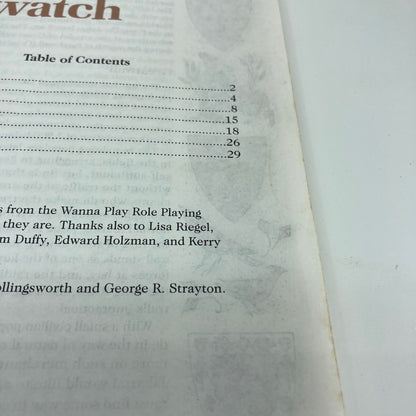 watch
Table of Contents
..........................................................2
..........................................................4
..........................................................8
..........................................................15
..........................................................18
..........................................................26
..........................................................29
s from the Wanna Play Role Playing
they are. Thanks also to Lisa Riegel,
m Duffy, Edward Holzman, and Kerry
ollingsworth and George R. Strayton.